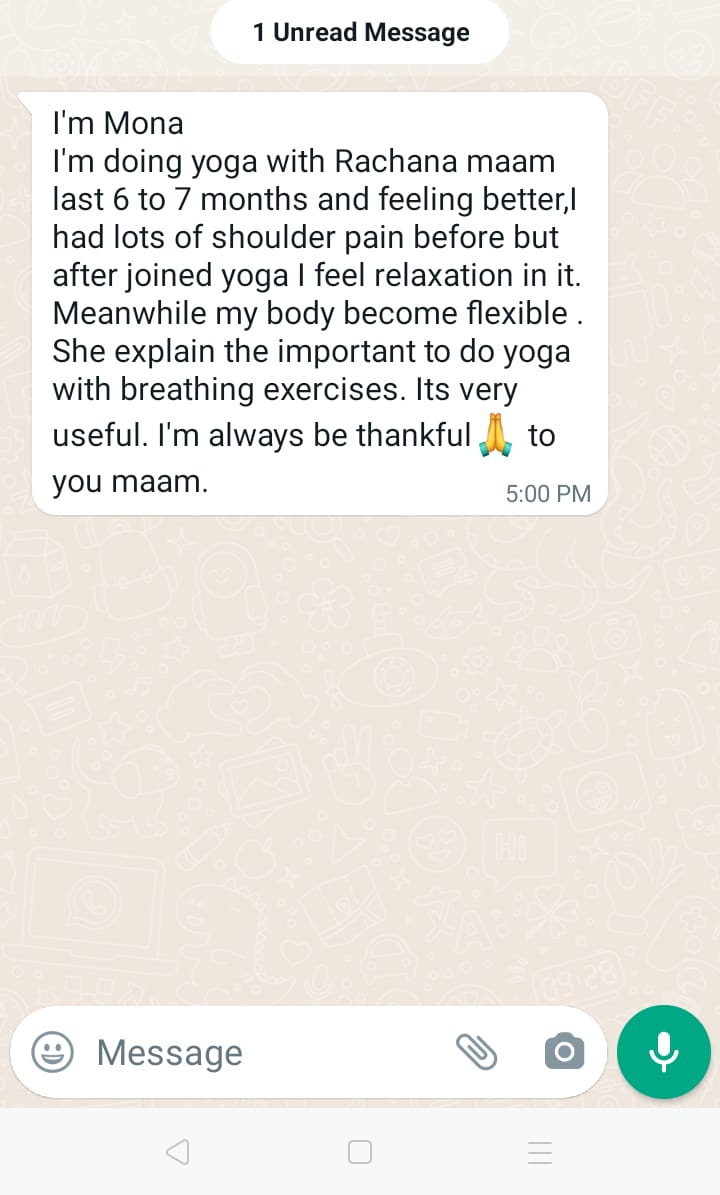 1 Unread Message
I'm Mona
I'm doing yoga with Rachana maam
last 6 to 7 months and feeling better,I
had lots of shoulder pain before but
after joined yoga I feel relaxation in it.
Meanwhile my body become flexible .
She explain the important to do yoga
with breathing exercises. Its very
useful. I'm always be thankful🙏 to
you maam.
5:00 PM
Message